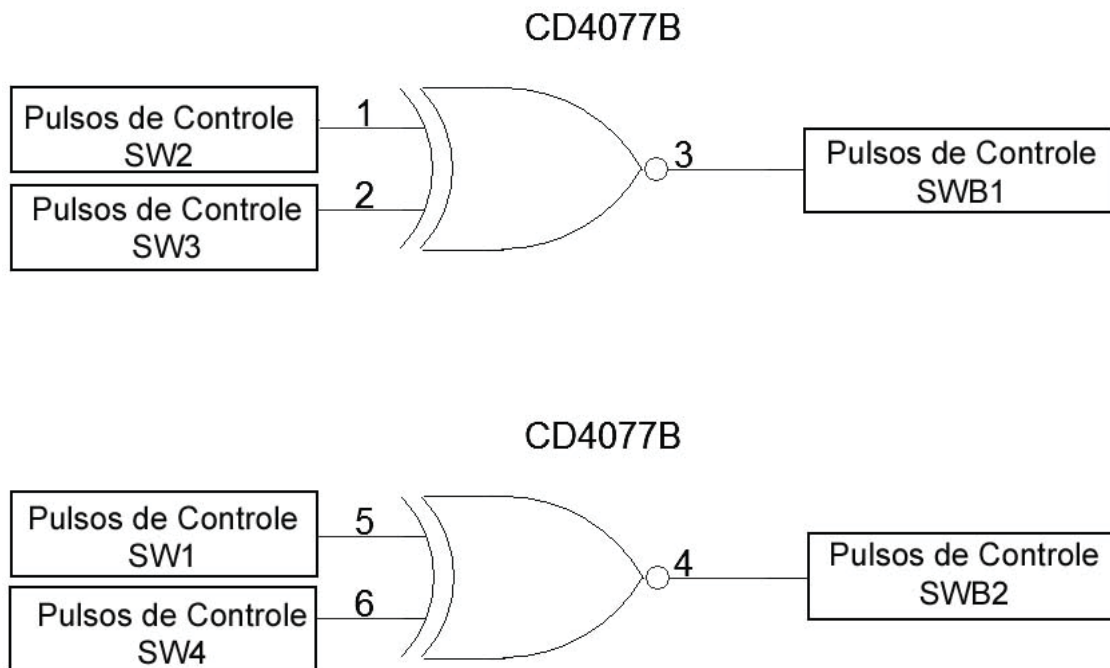 CD4077B
Pulsos de Controle
SW2
1
Pulsos de Controle
SW3
2
3
Pulsos de Controle
SWB1
CD4077B
Pulsos de Controle
SW1
5
Pulsos de Controle
SW4
6
4
Pulsos de Controle
SWB2